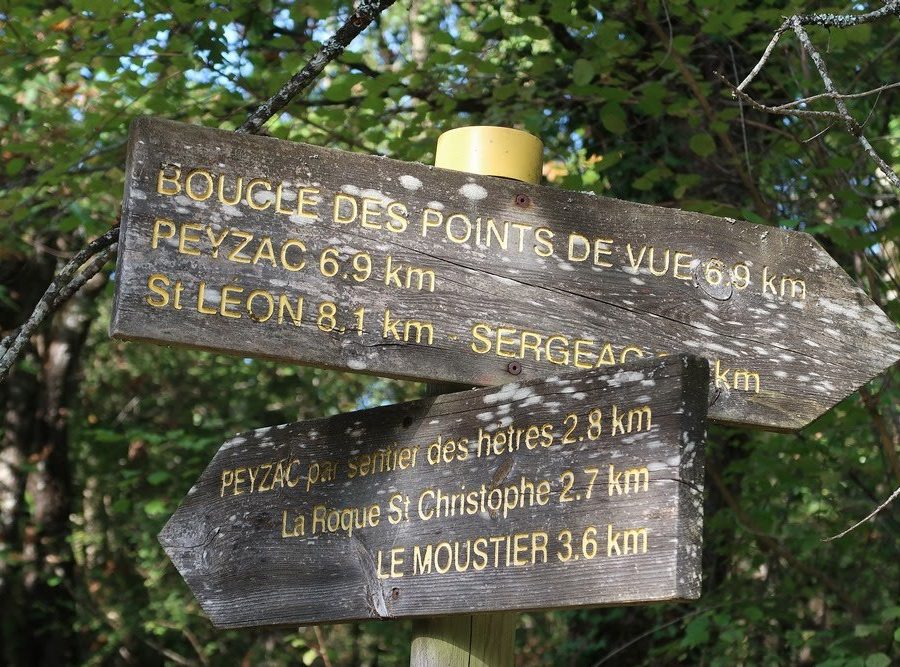 BOUCLE DES POINTS DE VUE 6.9 km
PEYZAC 6.9 km
St LÉON 8.1 km - SERGEAC km
PEYZAC par sentier des hetres 2.8 km
La Roque St Christophe 2.7 km
LE MOUSTIER 3.6 km